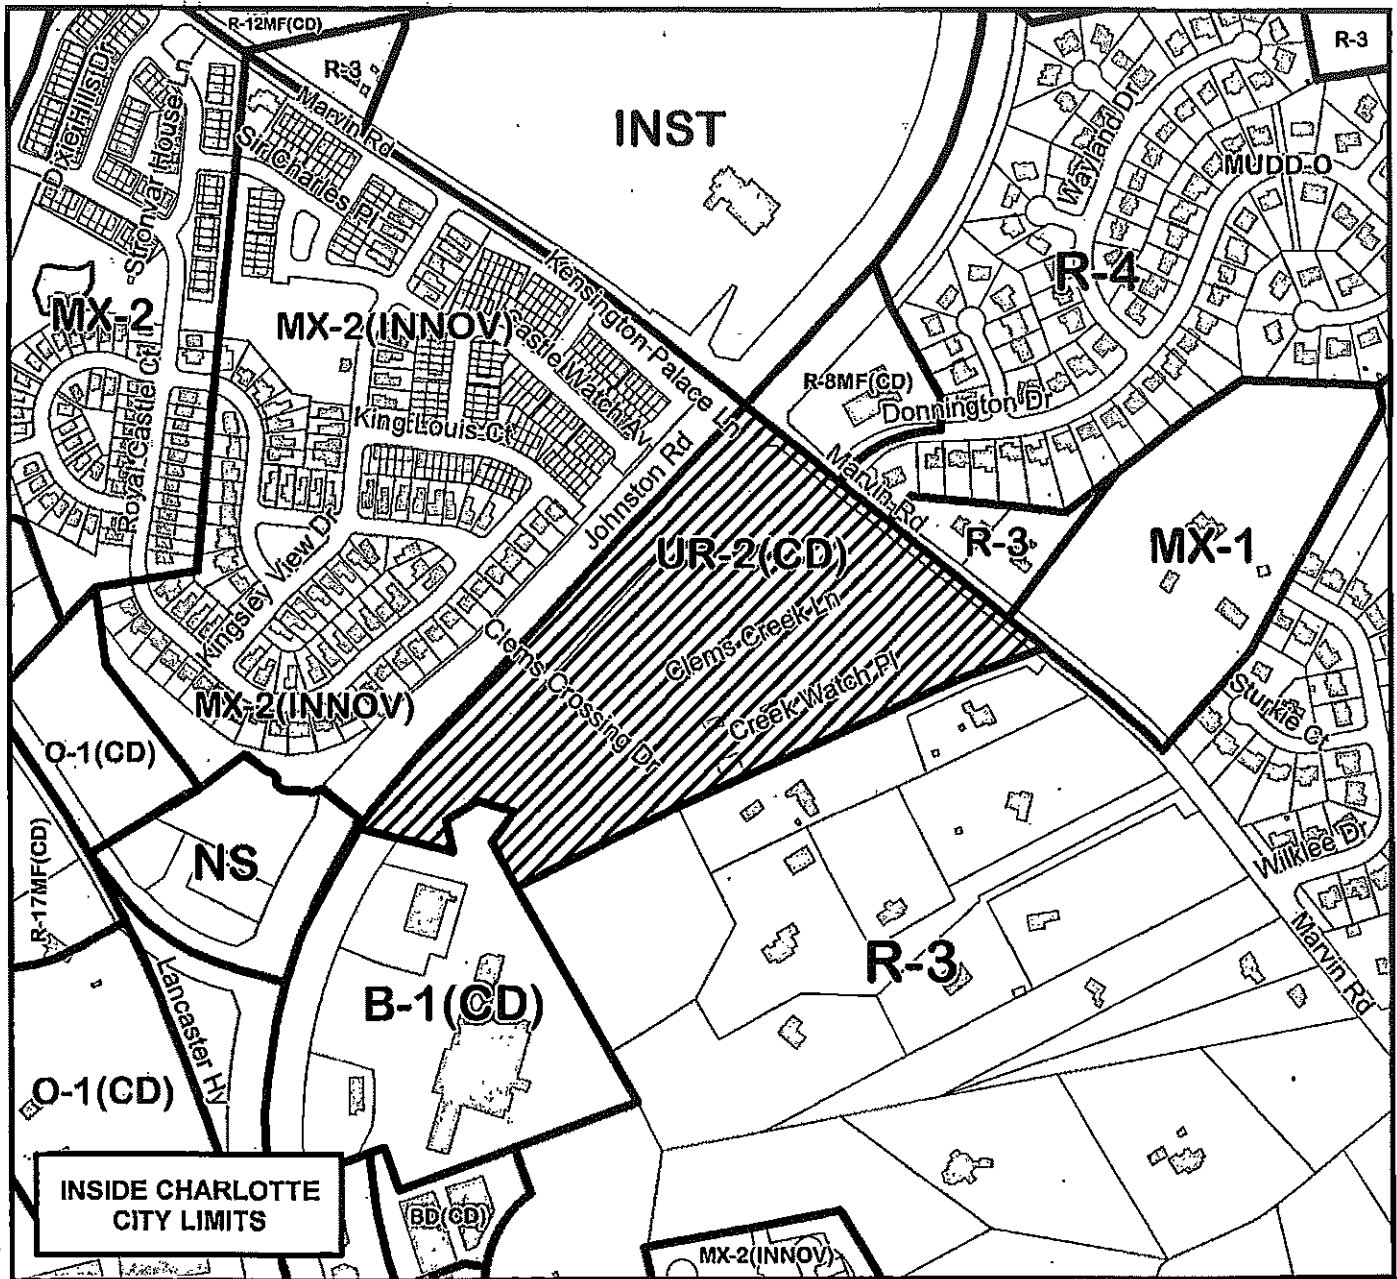 R-12MF(CD)
R-3
R-3
Dixie Hills Dr
Stronvar House Ln
Marvin Rd
Sir Charles Pl
INST
Wayland Dr
MUDD-O
R-4
MX-2
MX-2(INNOV)
Kensington Palace Ln
Castle Watch Av
Royal Castle Ct
King Louis Ct
R-8MF(CD)
Donnington Dr
Johnston Rd
Marvin Rd
UR-2(CD)
R-3
MX-1
Kingsley View Dr
Clems Creek Ln
Clems Crossing Dr
Creek Watch Pl
MX-2(INNOV)
Sturkie Ct
O-1(CD)
NS
R-17MF(CD)
Wilklee Dr
R-3
Marvin Rd
B-1(CD)
Lancaster Hy
O-1(CD)
INSIDE CHARLOTTE
CITY LIMITS
BD(CD)
MX-2(INNOV)